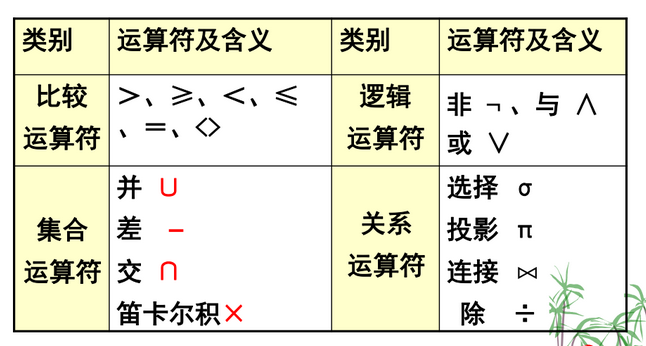 类别 运算符及含义 类别 运算符及含义
比较
运算符
＞、≥、＜、≤
、＝、<>
逻辑
运算符
非 ¬ 、与 ∧
或 ∨
集合
运算符
并 ∪
差 −
交 ∩
笛卡尔积×
关系
运算符
选择 σ
投影 π
连接 ⋈
除 ÷